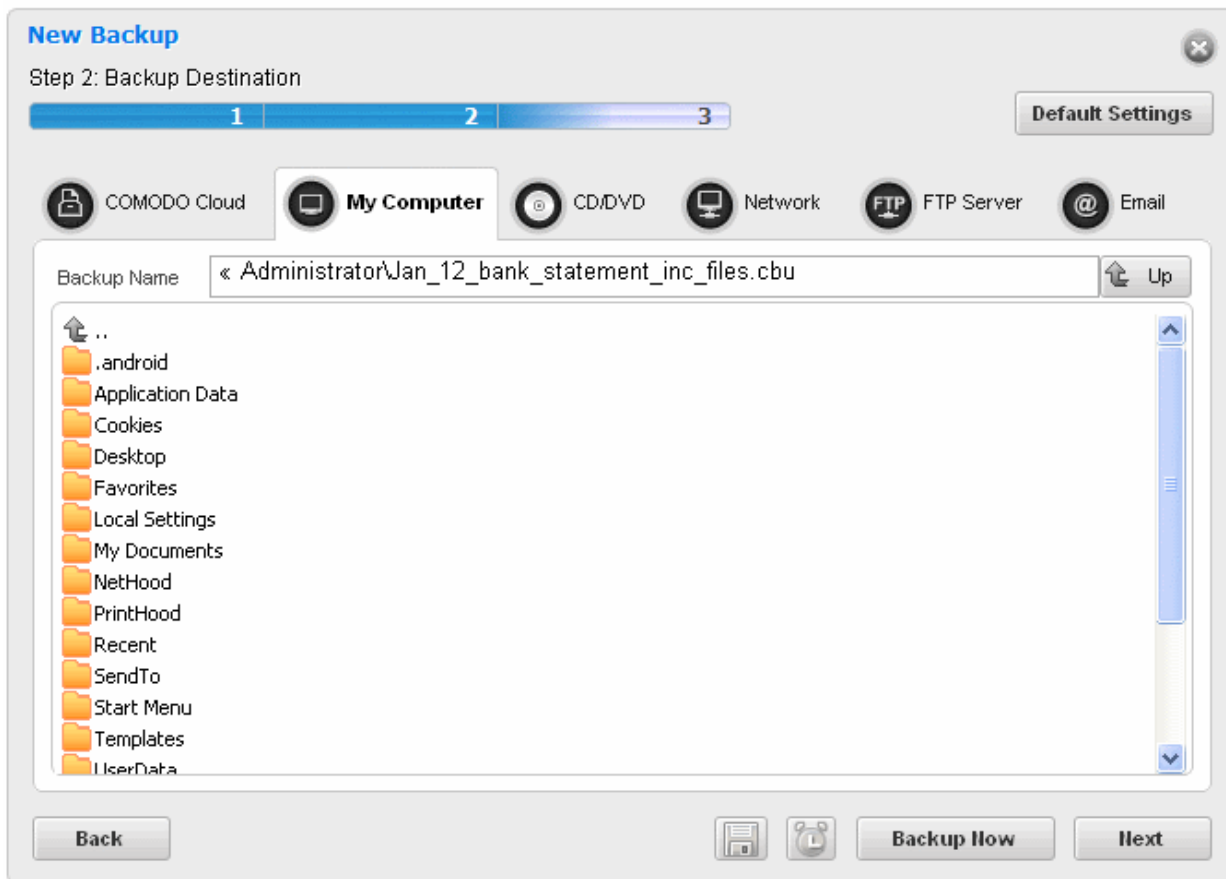 New Backup
Step 2: Backup Destination
1 2 3
Default Settings
COMODO Cloud
My Computer
CD/DVD
Network
FTP FTP Server
@ Email
Backup Name
« Administrator\Jan_12_bank_statement_inc_files.cbu
Up
..
.android
Application Data
Cookies
Desktop
Favorites
Local Settings
My Documents
NetHood
PrintHood
Recent
SendTo
Start Menu
Templates
UserData
Back
Backup Now
Next